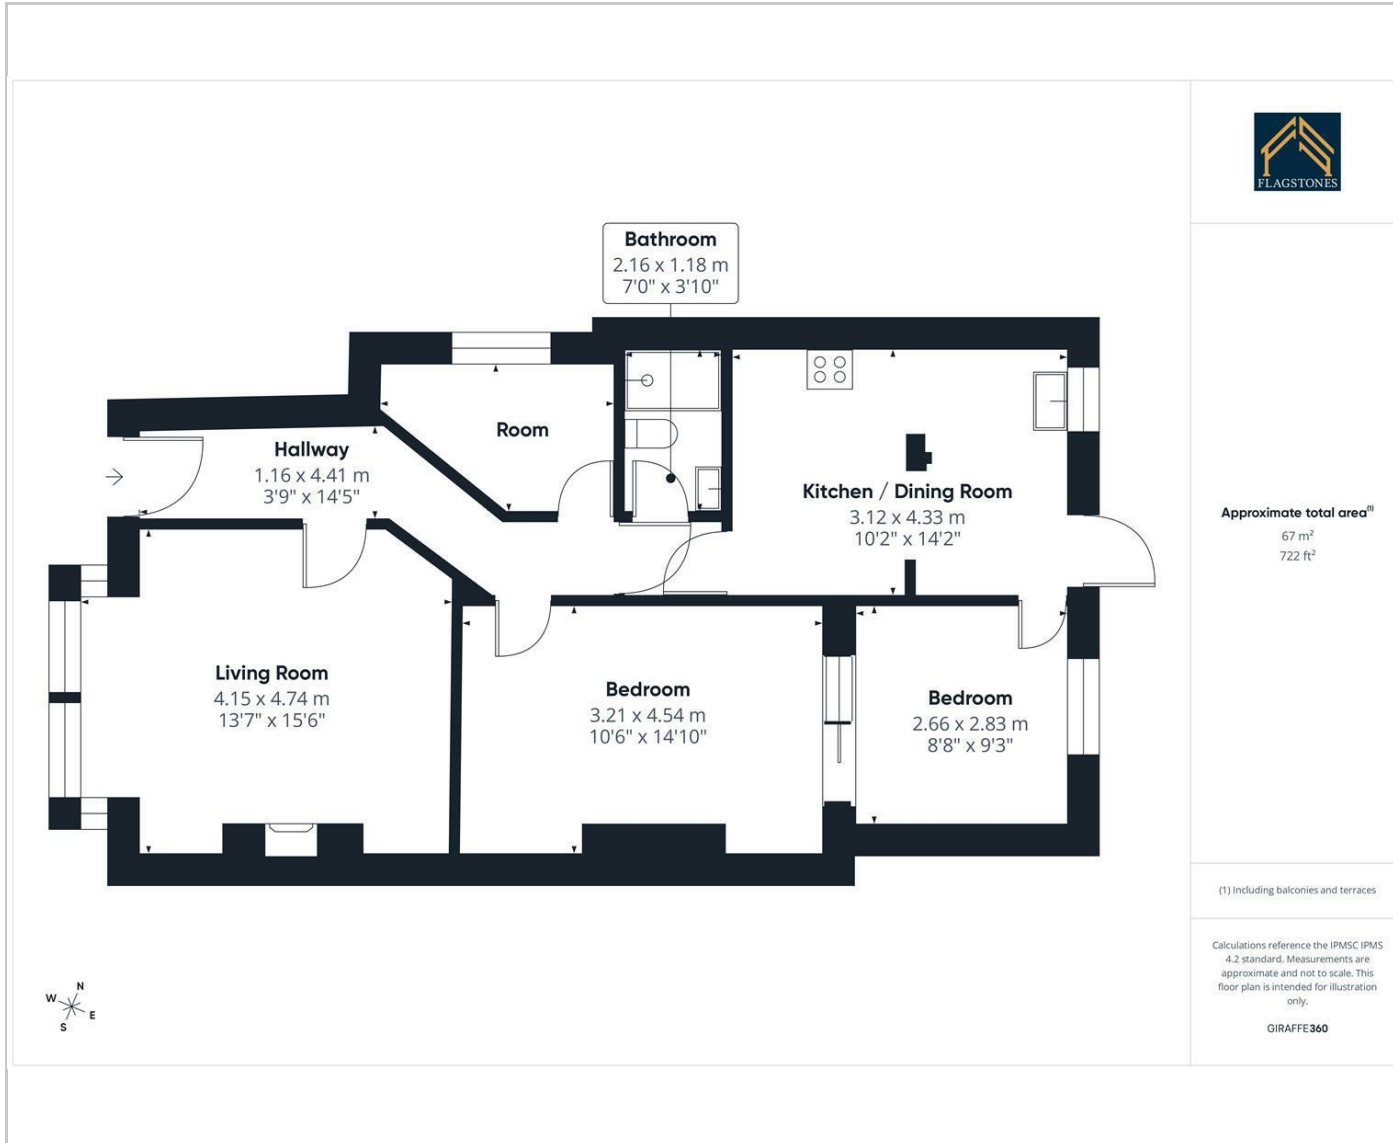 FLAGSTONES
Bathroom
2.16 x 1.18 m
7'0" x 3'10"
Room
Hallway
1.16 x 4.41 m
3'9" x 14'5"
Kitchen / Dining Room
3.12 x 4.33 m
10'2" x 14'2"
Living Room
4.15 x 4.74 m
13'7" x 15'6"
Bedroom
3.21 x 4.54 m
10'6" x 14'10"
Bedroom
2.66 x 2.83 m
8'8" x 9'3"
Approximate total area⁽¹⁾
67 m²
722 ft²
(1) Including balconies and terraces
Calculations reference the IPMSC IPMS
4.2 standard. Measurements are
approximate and not to scale. This
floor plan is intended for illustration
only.
GIRAFFE360
N
W
E
S